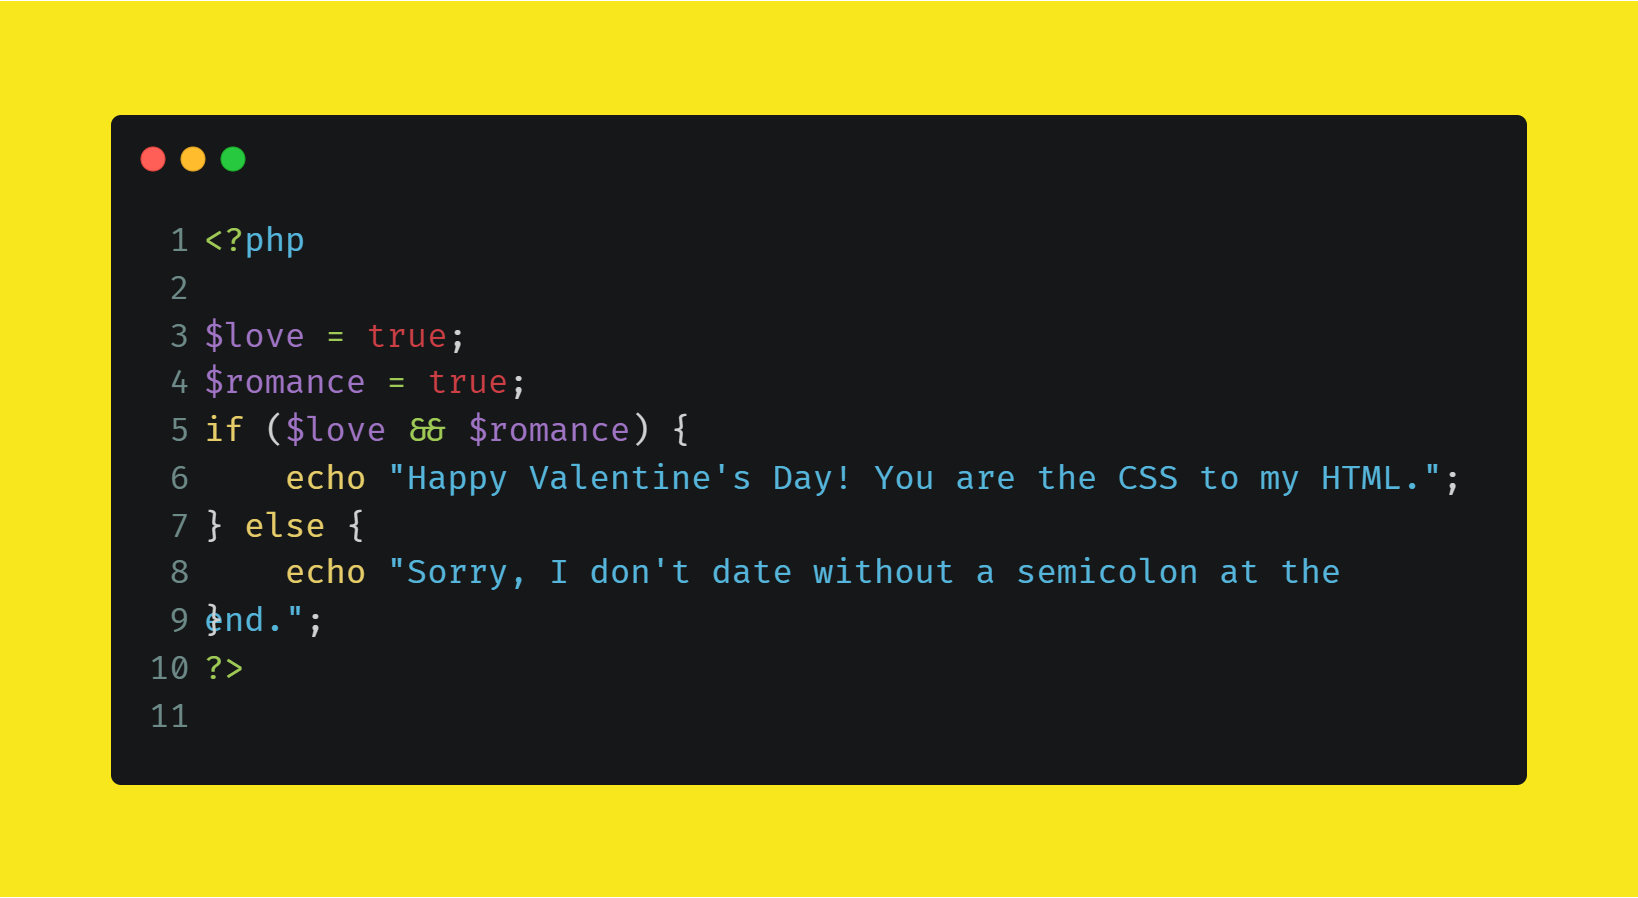 1 <?php
2
3 $love = true;
4 $romance = true;
5 if ($love && $romance) {
6     echo "Happy Valentine's Day! You are the CSS to my HTML.";
7 } else {
8     echo "Sorry, I don't date without a semicolon at the
end.";
9 }
10 ?>
11